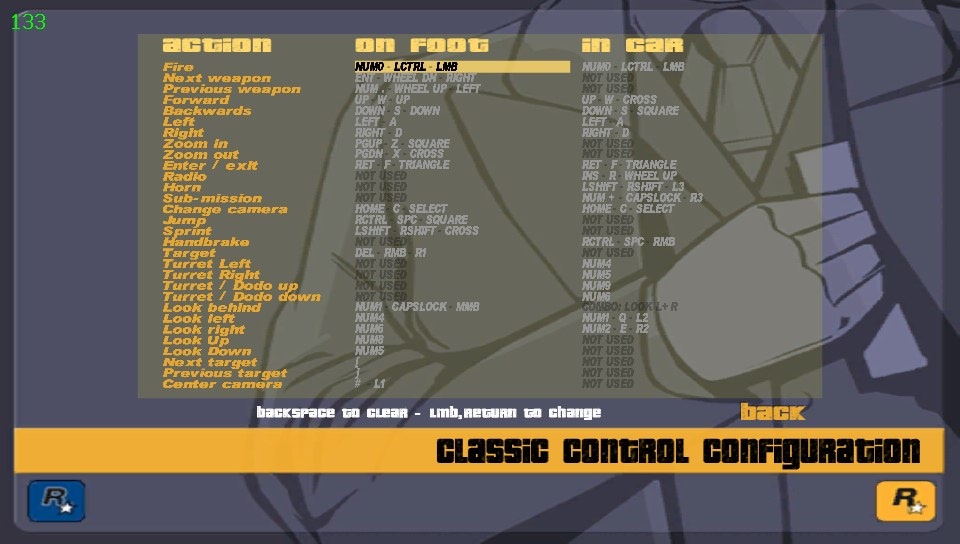 133
ACTION ON FOOT IN CAR
Fire NUM0 - LCTRL - LMB NUM0 - LCTRL - LMB
Next weapon ENT - WHEEL DN - RIGHT NOT USED
Previous weapon NUM . - WHEEL UP - LEFT NOT USED
Forward UP - W - UP UP - W - CROSS
Backwards DOWN - S - DOWN DOWN - S - SQUARE
Left LEFT - A LEFT - A
Right RIGHT - D RIGHT - D
Zoom in PGUP - Z - SQUARE NOT USED
Zoom out PGDN - X - CROSS NOT USED
Enter / exit RET - F - TRIANGLE RET - F - TRIANGLE
Radio NOT USED INS - R - WHEEL UP
Horn NOT USED LSHIFT - RSHIFT - L3
Sub-mission NOT USED NUM + - CAPSLOCK - R3
Change camera HOME - C - SELECT HOME - C - SELECT
Jump RCTRL - SPC - SQUARE NOT USED
Sprint LSHIFT - RSHIFT - CROSS NOT USED
Handbrake NOT USED RCTRL - SPC - RMB
Target DEL - RMB - R1 NOT USED
Turret Left NOT USED NUM4
Turret Right NOT USED NUM5
Turret / Dodo up NOT USED NUM9
Turret / Dodo down NOT USED NUM6
Look behind NUM1 - CAPSLOCK - MMB COMBO: LOOK L+R
Look left NUM4 NUM1 - Q - L2
Look right NUM6 NUM2 - E - R2
Look Up NUM8 NOT USED
Look Down NUM5 NOT USED
Next target [ NOT USED
Previous target ] NOT USED
Center camera # - L1 NOT USED
BACKSPACE TO CLEAR - LMB,RETURN TO CHANGE BACK
CLASSIC CONTROL CONFIGURATION
R R